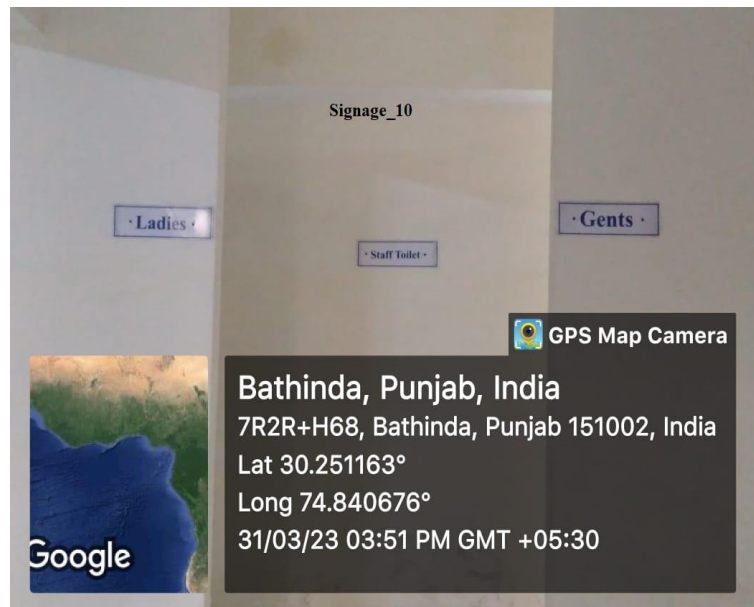 Signage_10
· Ladies ·
· Gents ·
· Staff Toilet ·
GPS Map Camera
Bathinda, Punjab, India
7R2R+H68, Bathinda, Punjab 151002, India
Lat 30.251163°
Long 74.840676°
31/03/23 03:51 PM GMT +05:30
Google